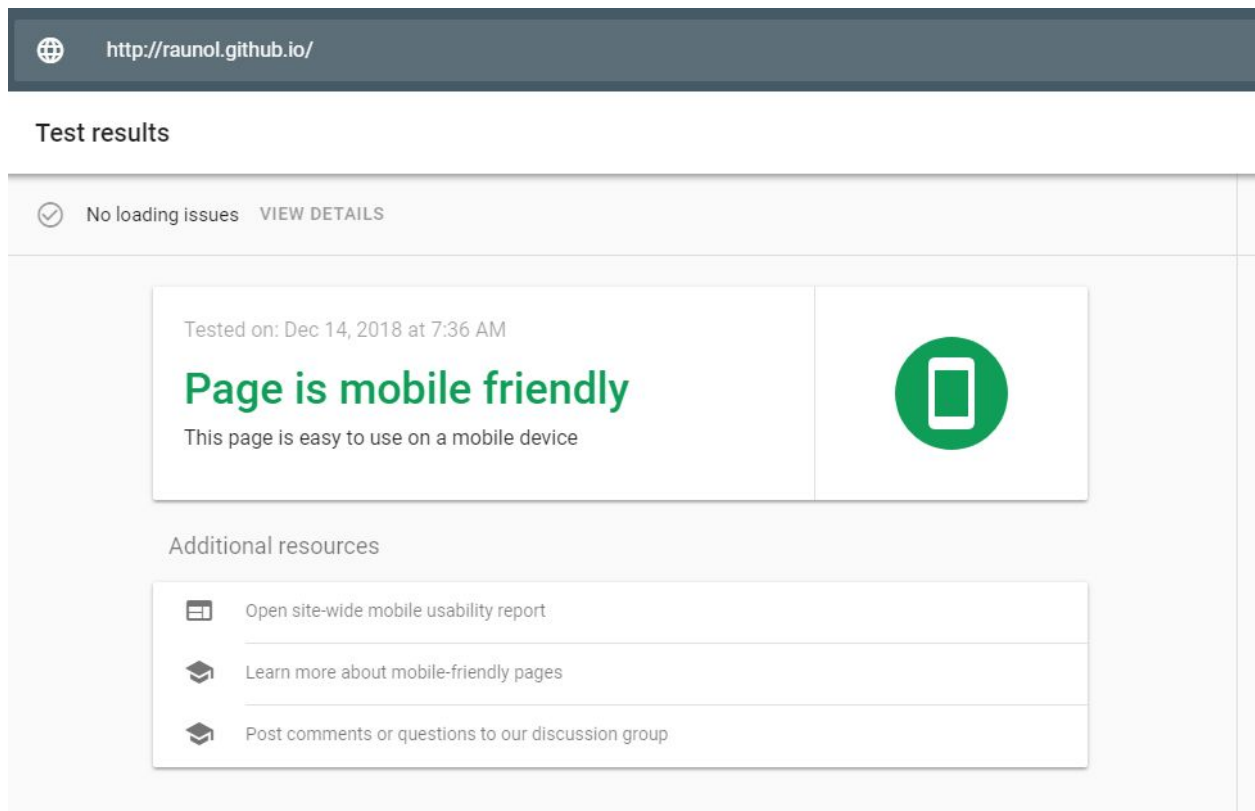 http://raunol.github.io/
Test results
No loading issues VIEW DETAILS
Tested on: Dec 14, 2018 at 7:36 AM
Page is mobile friendly
This page is easy to use on a mobile device
Additional resources
Open site-wide mobile usability report
Learn more about mobile-friendly pages
Post comments or questions to our discussion group